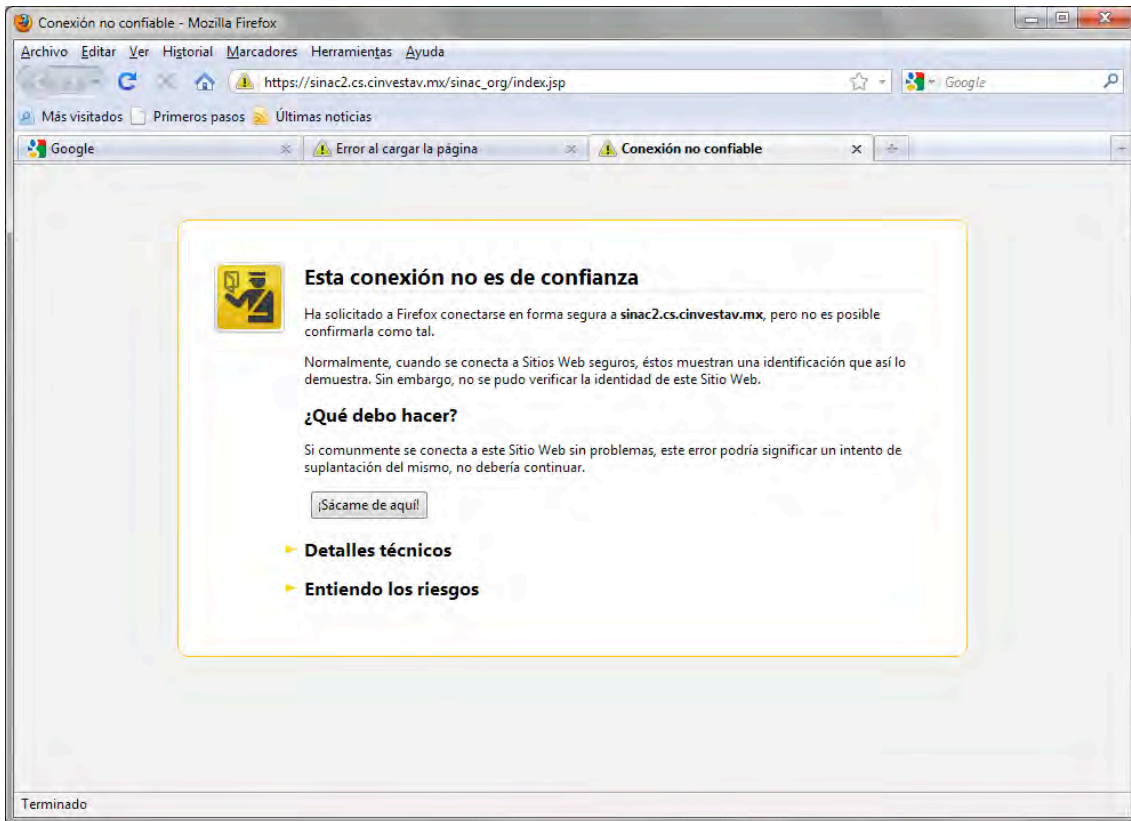 Conexión no confiable - Mozilla Firefox
Archivo Editar Ver Historial Marcadores Herramientas Ayuda
https://sinac2.cs.cinvestav.mx/sinac_org/index.jsp
Google
Más visitados Primeros pasos Últimas noticias
Google Error al cargar la página Conexión no confiable
Esta conexión no es de confianza
Ha solicitado a Firefox conectarse en forma segura a sinac2.cs.cinvestav.mx, pero no es posible
confirmarla como tal.
Normalmente, cuando se conecta a Sitios Web seguros, éstos muestran una identificación que así lo
demuestra. Sin embargo, no se pudo verificar la identidad de este Sitio Web.
¿Qué debo hacer?
Si comunmente se conecta a este Sitio Web sin problemas, este error podría significar un intento de
suplantación del mismo, no debería continuar.
¡Sácame de aquí!
Detalles técnicos
Entiendo los riesgos
Terminado